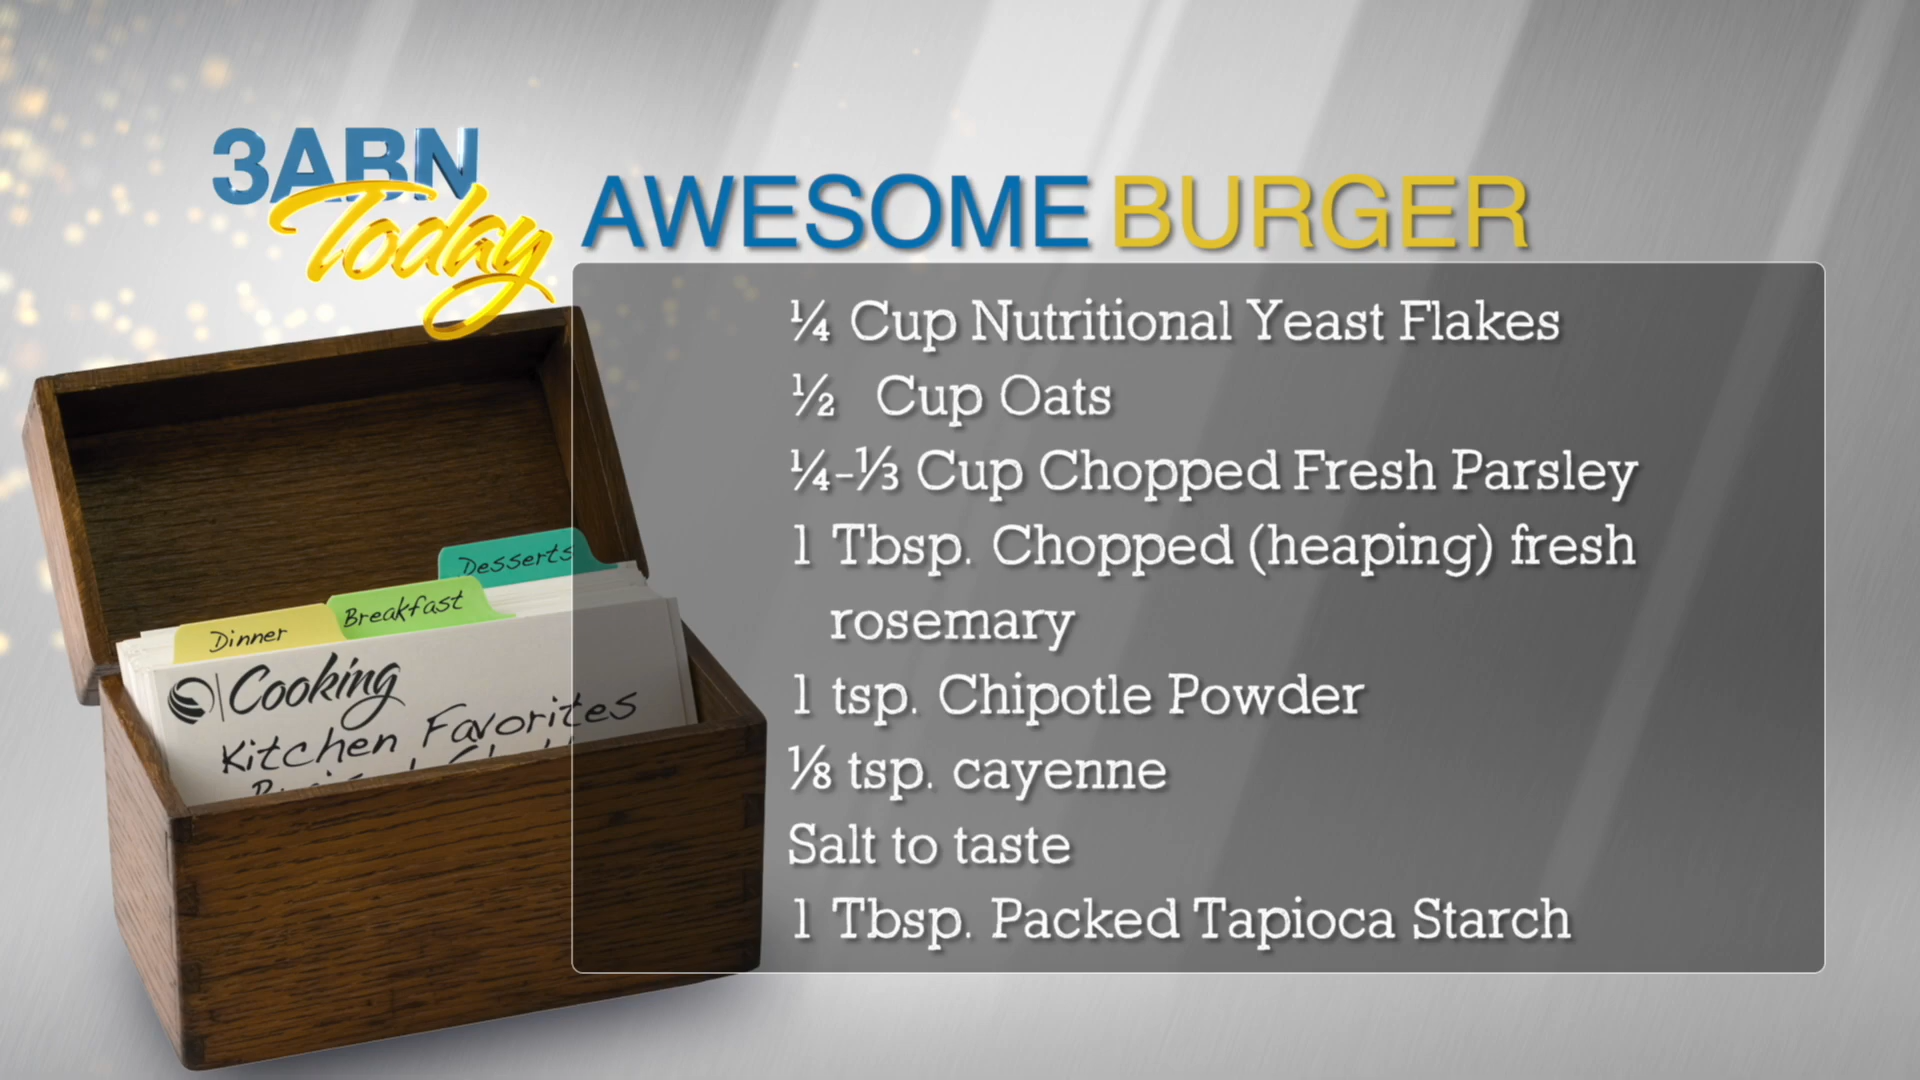 3ABN
Today
AWESOME BURGER
¼ Cup Nutritional Yeast Flakes
½ Cup Oats
¼-⅓ Cup Chopped Fresh Parsley
1 Tbsp. Chopped (heaping) fresh
rosemary
1 tsp. Chipotle Powder
⅛ tsp. cayenne
Salt to taste
1 Tbsp. Packed Tapioca Starch
Desserts
Breakfast
Dinner
Cooking
Kitchen Favorites